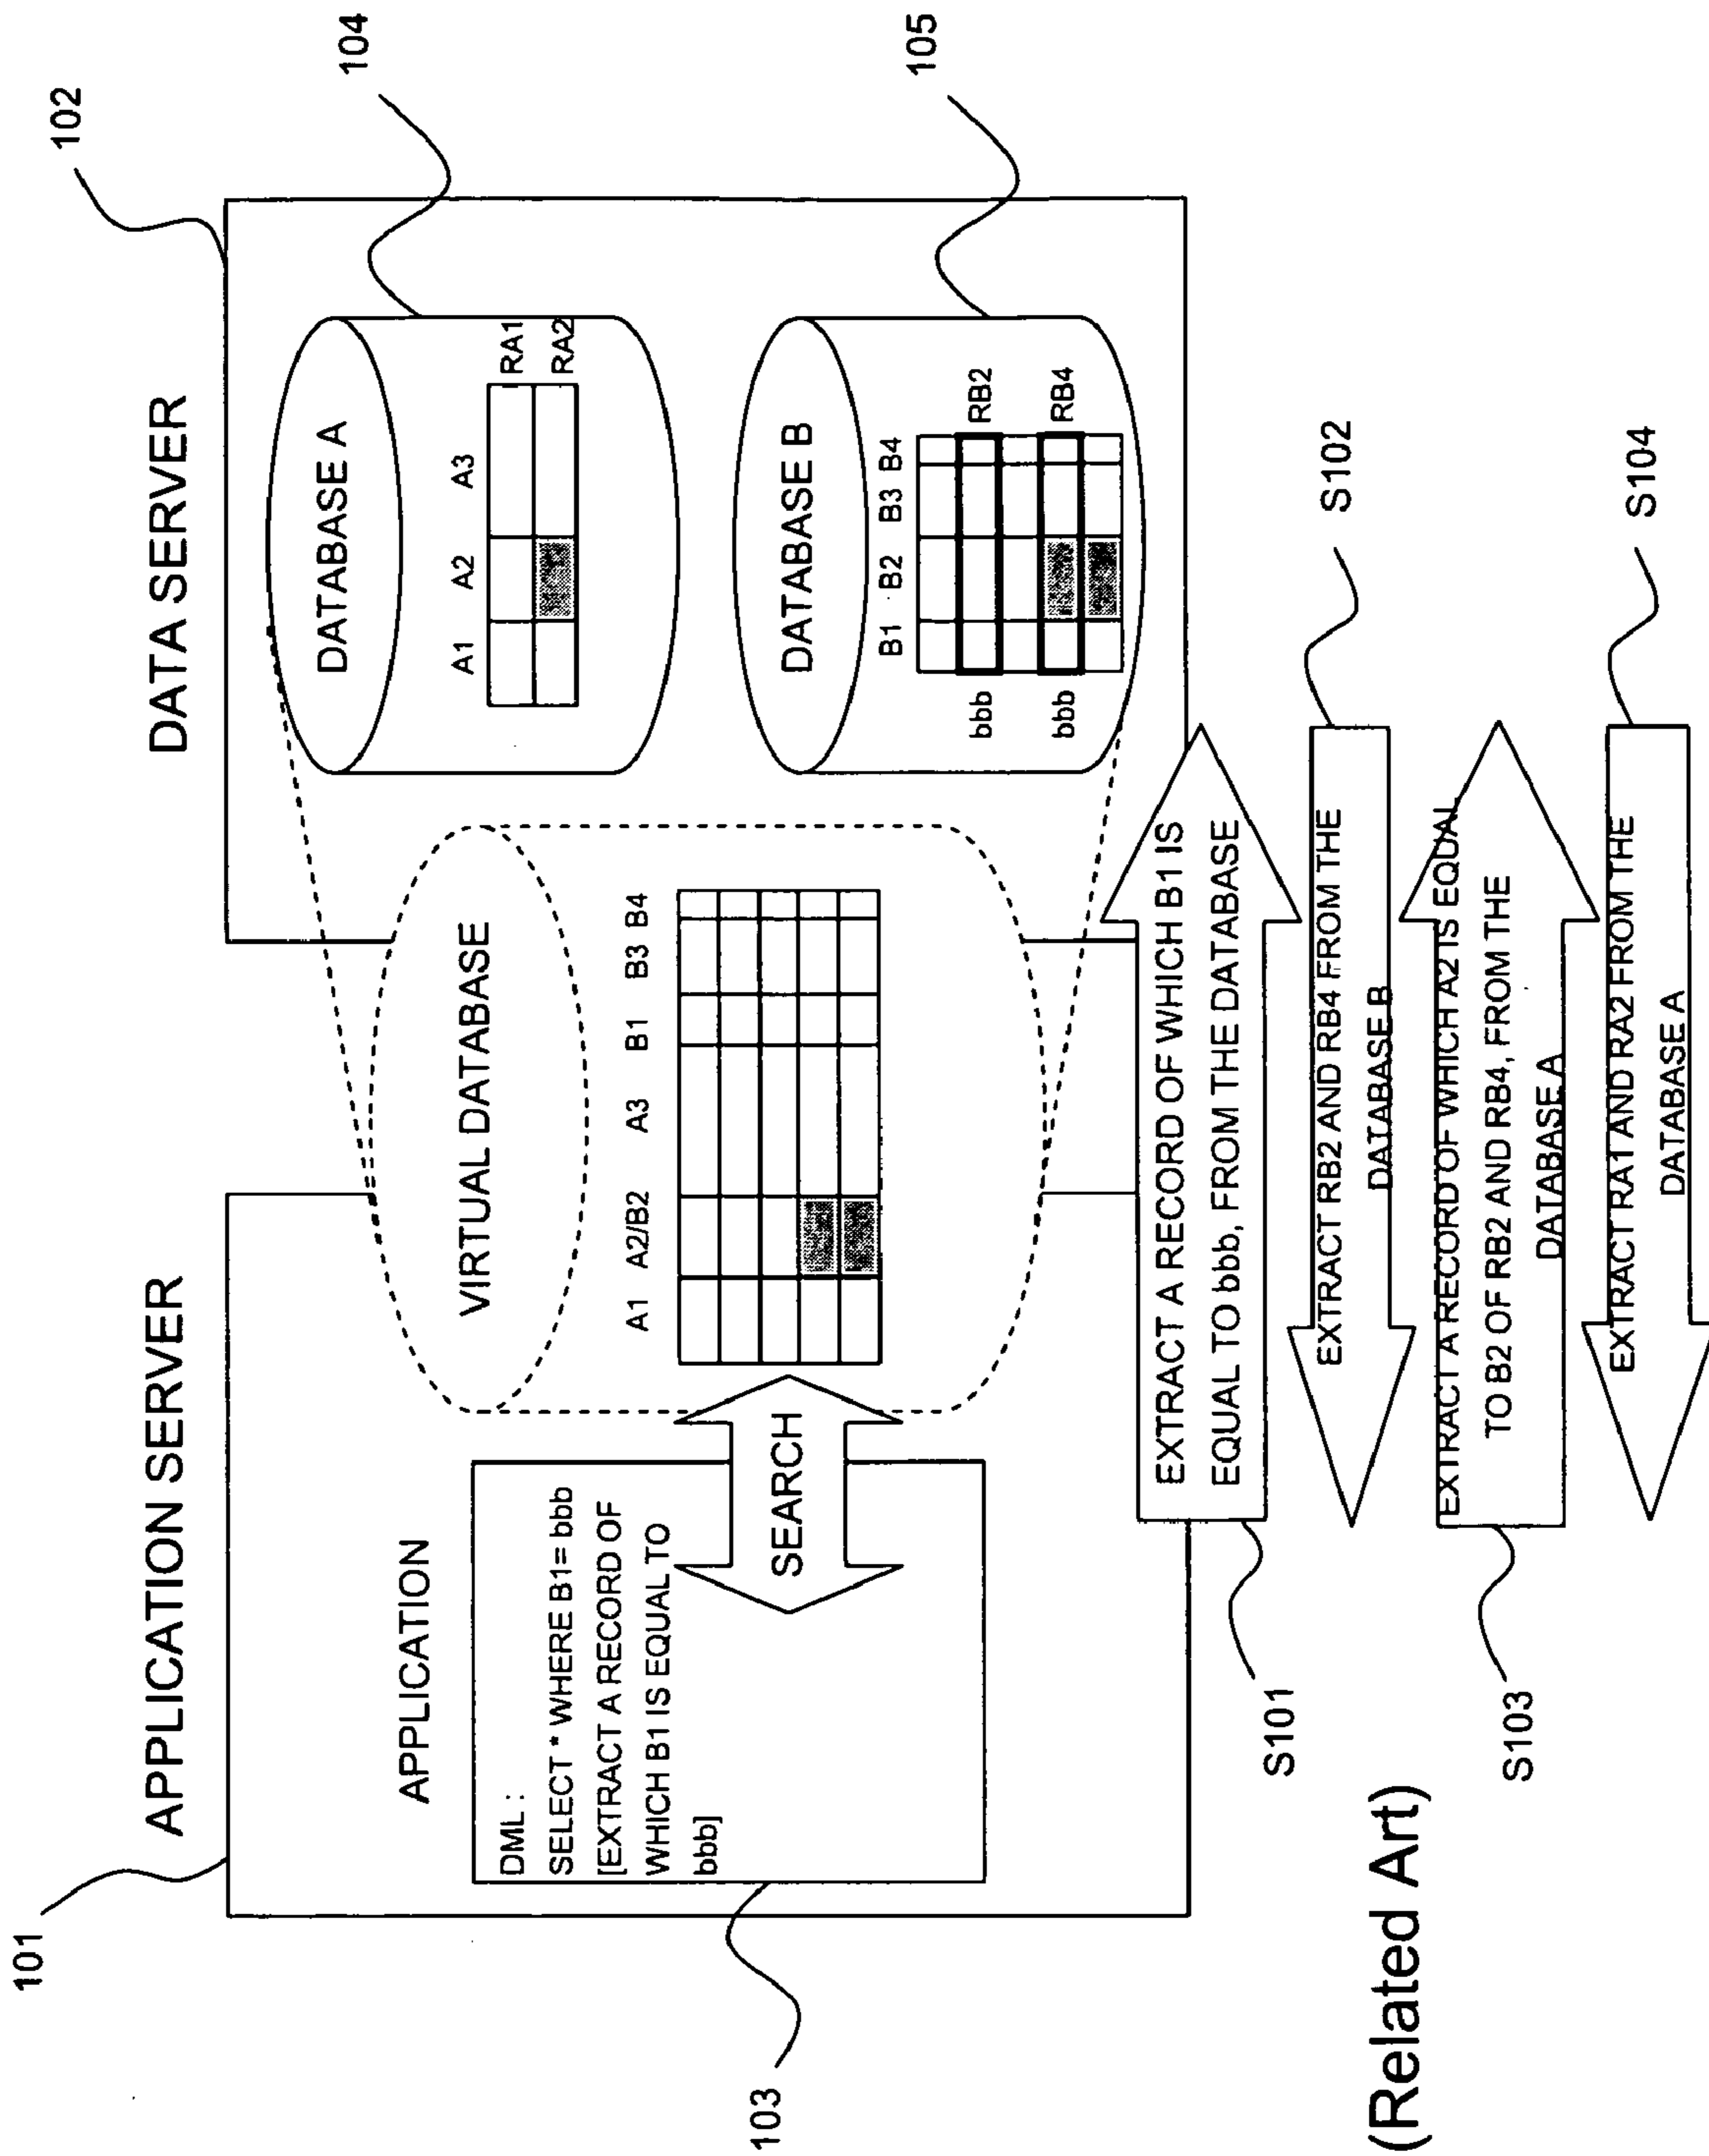 101
APPLICATION SERVER
DATA SERVER
102
APPLICATION
DML :
SELECT * WHERE B1= bbb
[EXTRACT A RECORD OF
WHICH B1 IS EQUAL TO
bbb]
103
SEARCH
VIRTUAL DATABASE
A1 A2/B2 A3 B1 B3 B4
DATABASE A
A1 A2 A3
RA1
RA2
104
DATABASE B
B1 B2 B3 B4
bbb RB2
bbb RB4
105
EXTRACT A RECORD OF WHICH B1 IS
EQUAL TO bbb, FROM THE DATABASE
S101
EXTRACT RB2 AND RB4 FROM THE
DATABASE B
S102
EXTRACT A RECORD OF WHICH A2 IS EQUAL
TO B2 OF RB2 AND RB4, FROM THE
DATABASE A
S103
EXTRACT RA1 AND RA2 FROM THE
DATABASE A
S104
(Related Art)